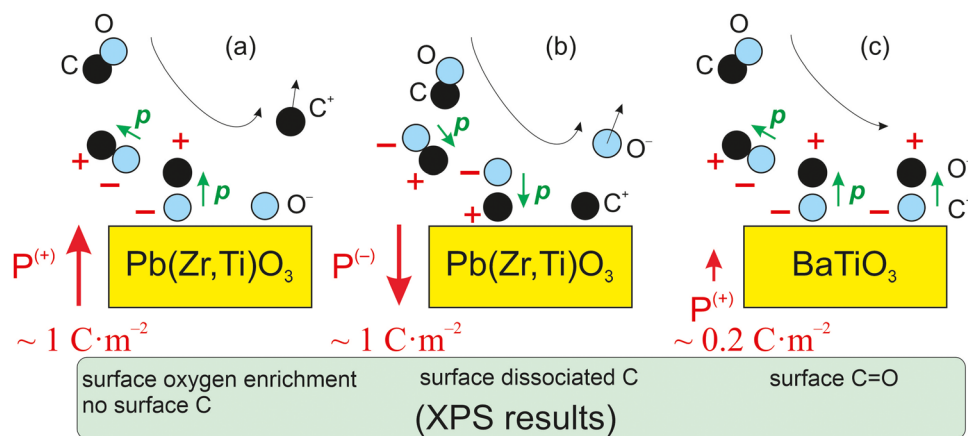 O (a) C C⁺
p + + p − − O⁻
P⁽⁺⁾ Pb(Zr,Ti)O₃
~ 1 C·m⁻²
O (b) C
p − + − p + O⁻ C⁺
P⁽⁻⁾ Pb(Zr,Ti)O₃
~ 1 C·m⁻²
O (c) C
p + + + − − p − p O⁻ C⁺
P⁽⁺⁾ BaTiO₃
~ 0.2 C·m⁻²
surface oxygen enrichment
no surface C
surface dissociated C
surface C=O
(XPS results)